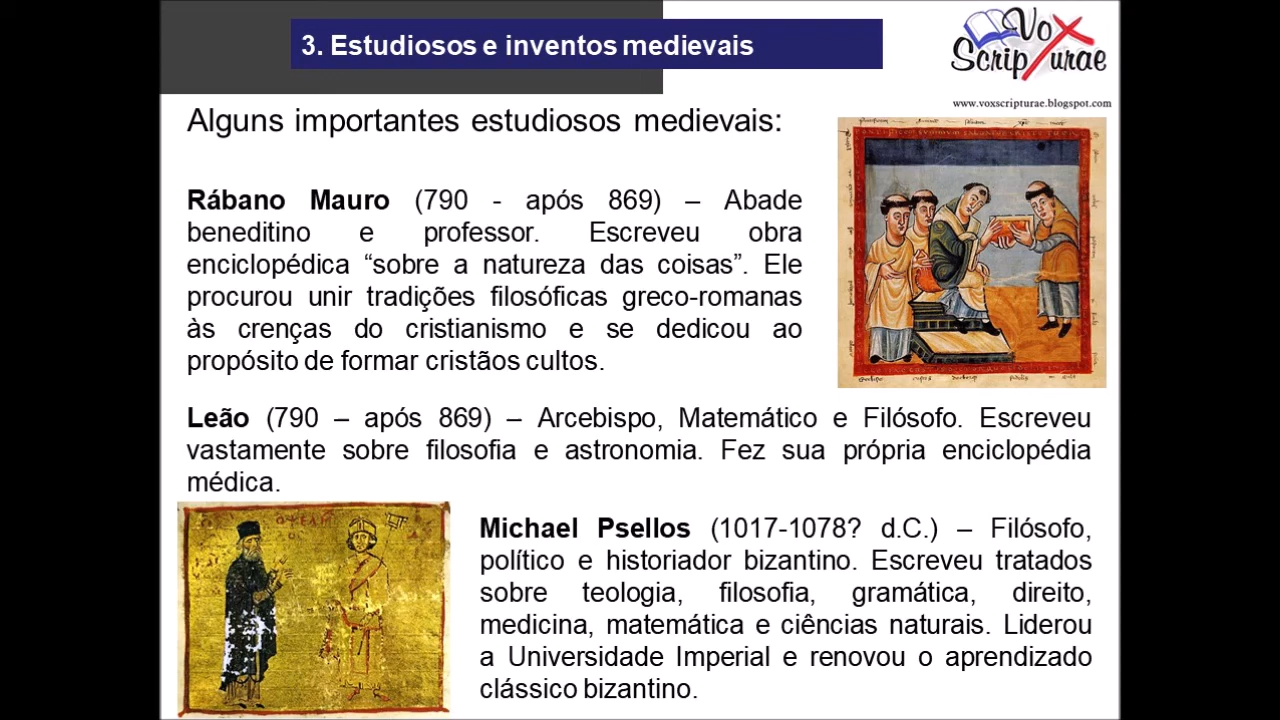 3. Estudiosos e inventos medievais
Vox
Scripturae
www.voxscripturae.blogspot.com
Alguns importantes estudiosos medievais:
Rábano Mauro (790 - após 869) – Abade
beneditino e professor. Escreveu obra
enciclopédica “sobre a natureza das coisas”. Ele
procurou unir tradições filosóficas greco-romanas
às crenças do cristianismo e se dedicou ao
propósito de formar cristãos cultos.
Leão (790 – após 869) – Arcebispo, Matemático e Filósofo. Escreveu
vastamente sobre filosofia e astronomia. Fez sua própria enciclopédia
médica.
Michael Psellos (1017-1078? d.C.) – Filósofo,
político e historiador bizantino. Escreveu tratados
sobre teologia, filosofia, gramática, direito,
medicina, matemática e ciências naturais. Liderou
a Universidade Imperial e renovou o aprendizado
clássico bizantino.